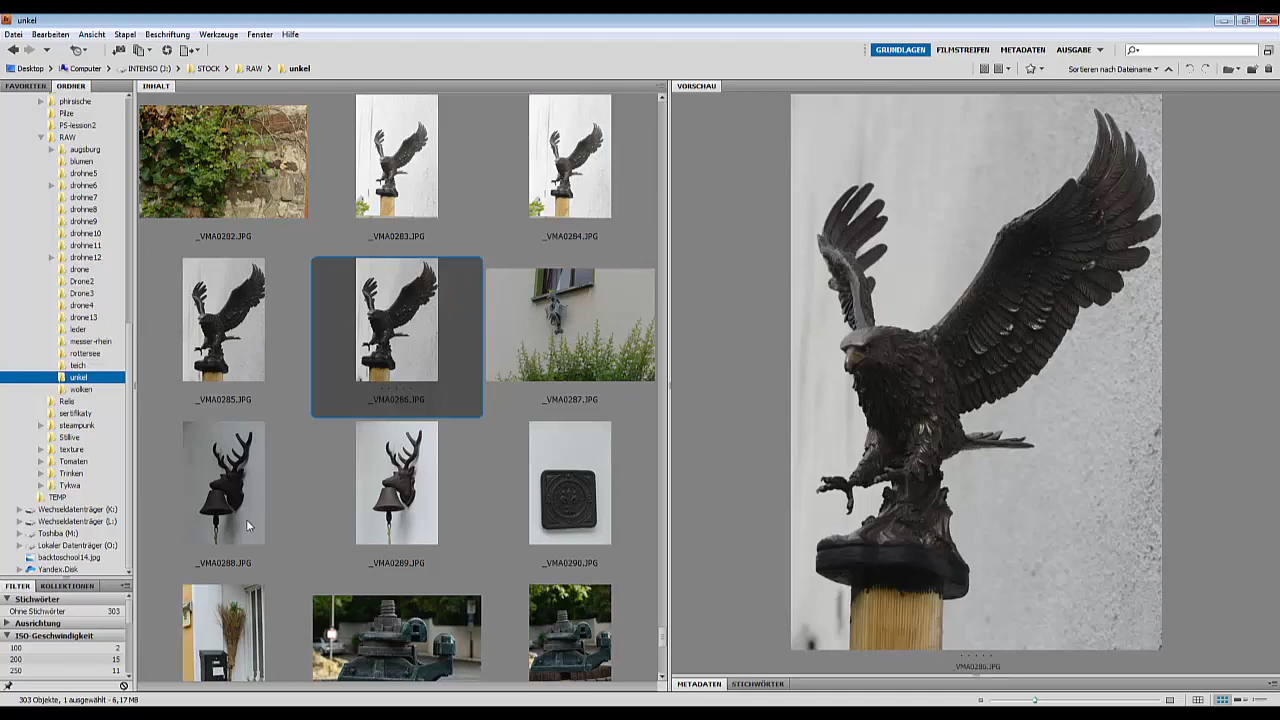 unkel
Datei Bearbeiten Ansicht Stapel Beschriftung Werkzeuge Fenster Hilfe
GRUNDLAGEN FILMSTREIFEN METADATEN AUSGABE
Desktop Computer INTENSO (J:) STOCK RAW unkel
Sortieren nach Dateiname
FAVORITEN ORDNER
INHALT
VORSCHAU
phirsische
Pilze
PS-lession2
RAW
augsburg
blumen
drohne5
drohne6
drohne7
drohne8
drohne9
drohne10
drohne11
drohne12
drone
Drone2
Drone3
drone4
drone13
leder
messer-rhein
rottersee
teich
unkel
wolken
Relis
sertifikaty
steampunk
Stillive
texture
Tomaten
Trinken
Tykwa
TEMP
Wechseldatenträger (K:)
Wechseldatenträger (L:)
Toshiba (M:)
Lokaler Datenträger (O:)
backtoschool14.jpg
Yandex.Disk
FILTER KOLLEKTIONEN
Stichwörter
Ohne Stichwörter 303
Ausrichtung
ISO-Geschwindigkeit
100 2
200 15
250 11
_VMA0282.JPG _VMA0283.JPG _VMA0284.JPG
_VMA0285.JPG _VMA0286.JPG _VMA0287.JPG
_VMA0288.JPG _VMA0289.JPG _VMA0290.JPG
_VMA0286.JPG
METADATEN STICHWÖRTER
303 Objekte, 1 ausgewählt - 6,17 MB